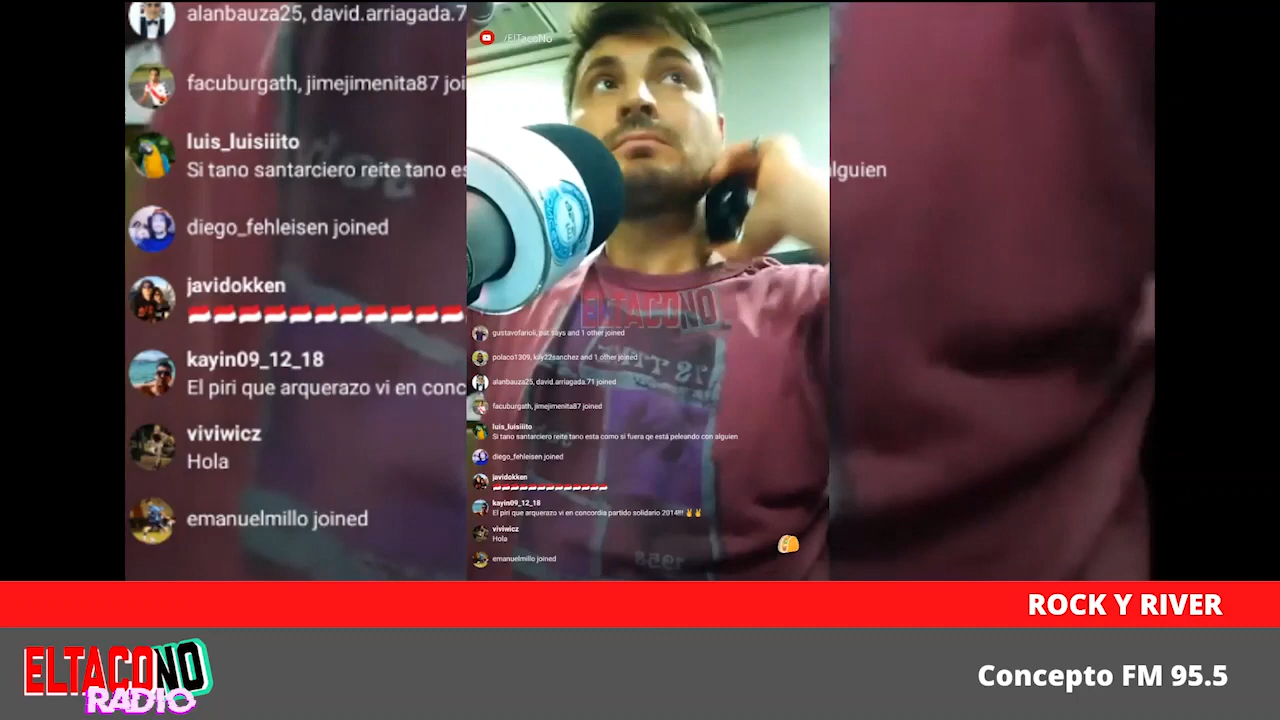 alanbauza25, david.arriagada.7
facuburgath, jimejimenita87 joi
luis_luisiiito
Si tano santarciero reite tano es
diego_fehleisen joined
javidokken
kayin09_12_18
El piri que arquerazo vi en conc
viviwicz
Hola
emanuelmillo joined
/ElTacoNo
ELTACONO
gustavofarioli, pat.says and 1 other joined
polaco1309, kily22sanchez and 1 other joined
alanbauza25, david.arriagada.71 joined
facuburgath, jimejimenita87 joined
luis_luisiiito
Si tano santarciero reite tano esta como si fuera qe está peleando con alguien
diego_fehleisen joined
javidokken
kayin09_12_18
El piri que arquerazo vi en concordia partido solidario 2014!!! ✌✌
viviwicz
Hola
emanuelmillo joined
1958
lguien
ROCK Y RIVER
ELTACONO
RADIO
Concepto FM 95.5